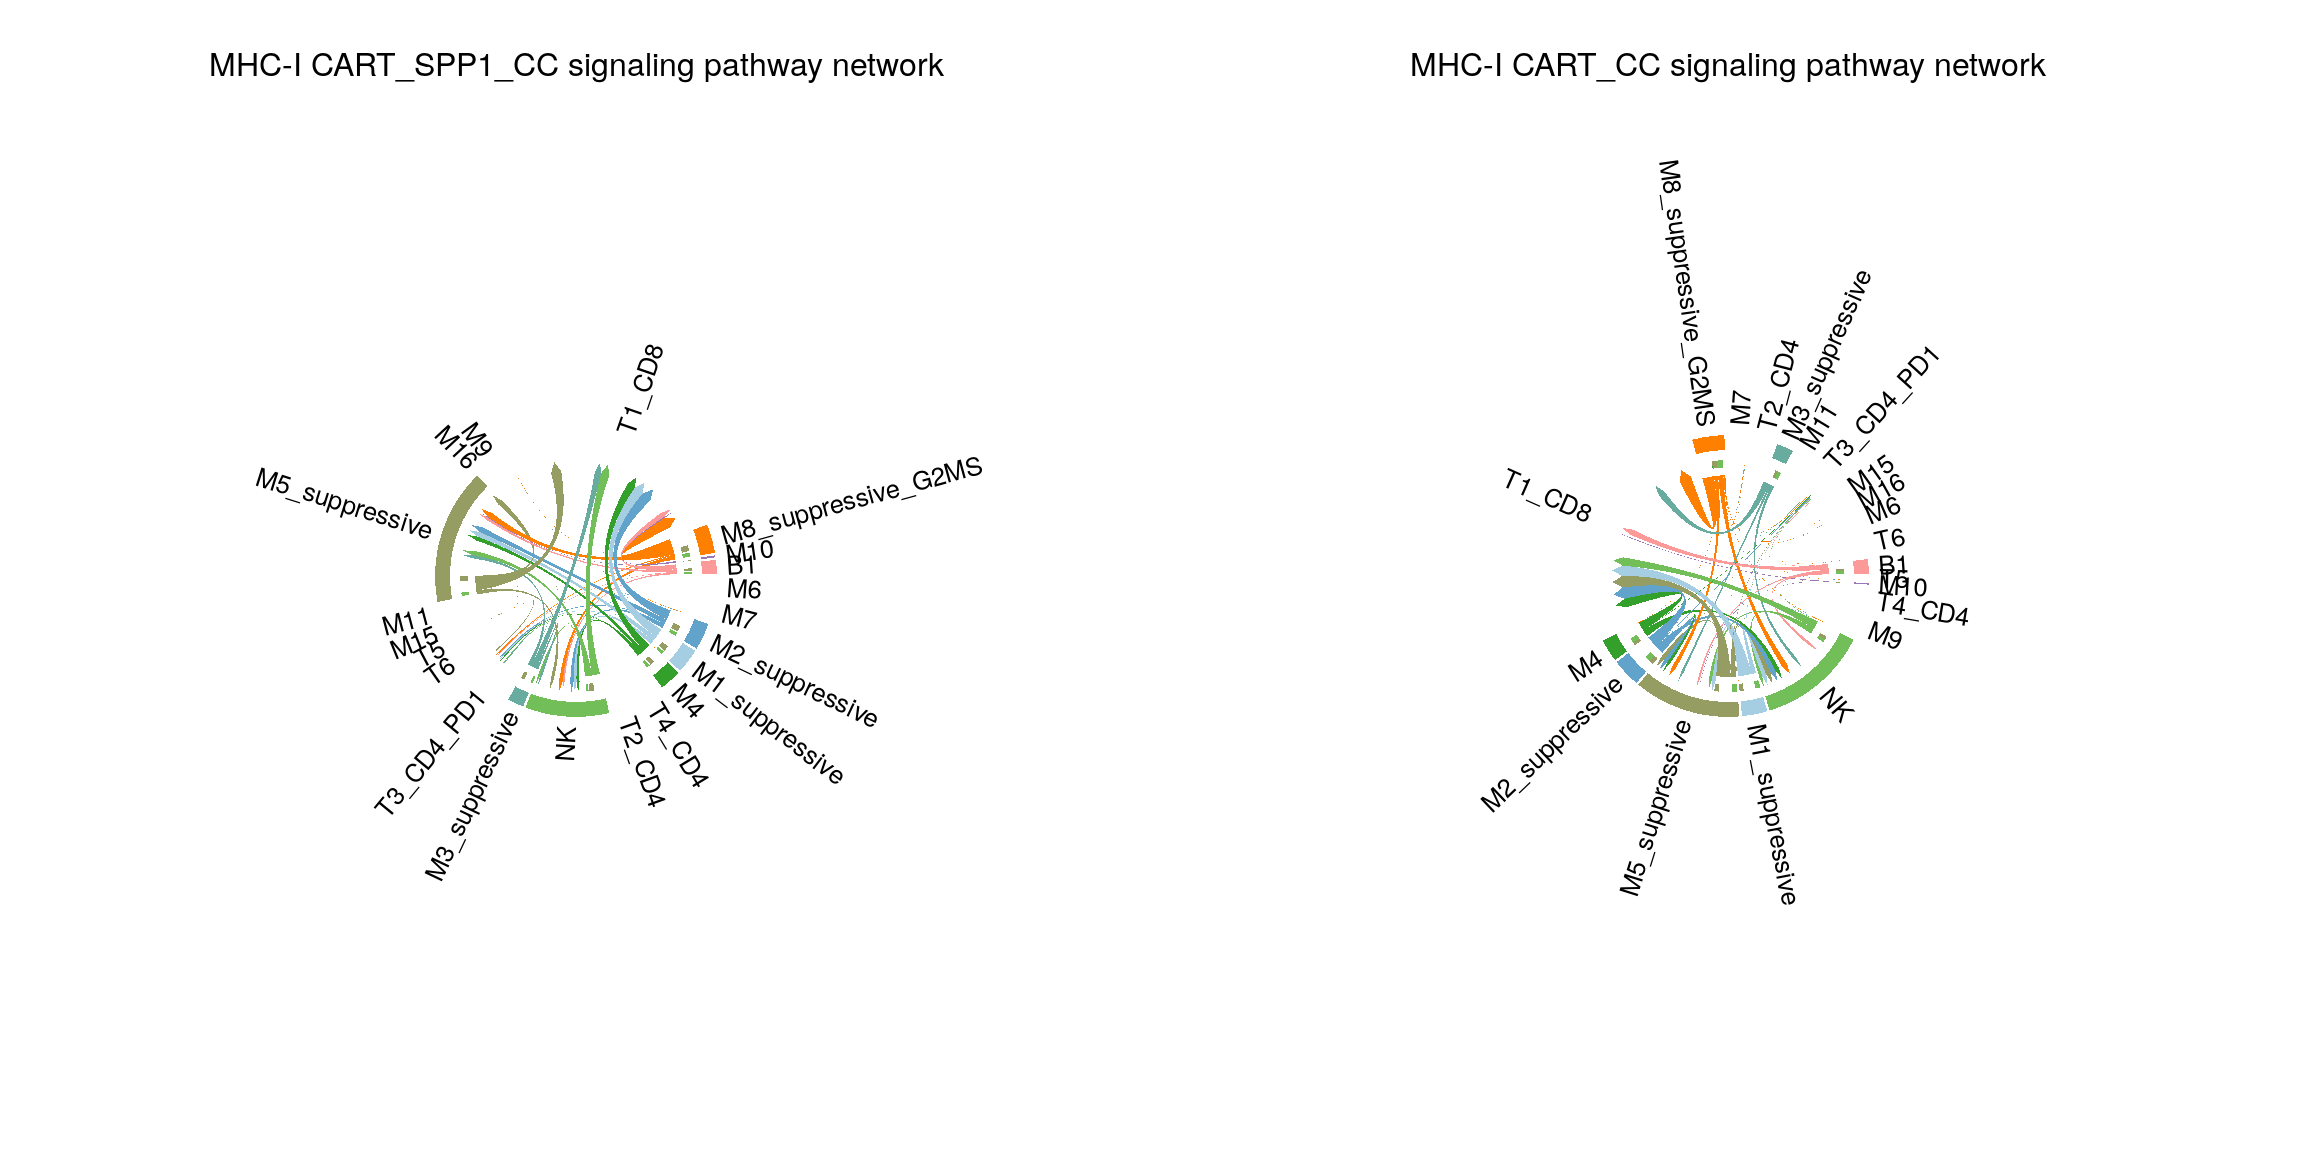 MHC-I CART_SPP1_CC signaling pathway network
T1_CD8
M8_suppressive_G2MS
M10
B1
M6
M7
M2_suppressive
M1_suppressive
M4
T4_CD4
T2_CD4
NK
M3_suppressive
T3_CD4_PD1
T6
T5
M15
M11
M5_suppressive
M16
M9
MHC-I CART_CC signaling pathway network
M8_suppressive_G2MS
M7
T2_CD4
M3_suppressive
M11
T3_CD4_PD1
M15
M16
M6
T6
B1
T5
M10
T4_CD4
M9
NK
M1_suppressive
M5_suppressive
M2_suppressive
M4
T1_CD8